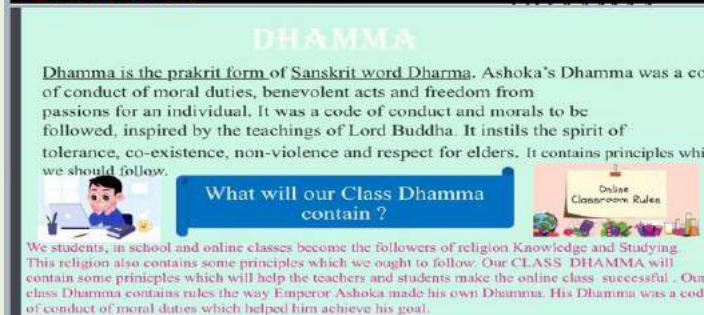 DHAMMA
Dhamma is the prakrit form of Sanskrit word Dharma. Ashoka's Dhamma was a co
of conduct of moral duties, benevolent acts and freedom from
passions for an individual. It was a code of conduct and morals to be
followed, inspired by the teachings of Lord Buddha. It instils the spirit of
tolerance, co-existence, non-violence and respect for elders. It contains principles whi
we should follow.
What will our Class Dhamma
contain ?
Online
Classroom Rules
We students, in school and online classes become the followers of religion Knowledge and Studying.
This religion also contains some principles which we ought to follow. Our CLASS DHAMMA will
contain some prinicples which will help the teachers and students make the online class successful . Our
class Dhamma contains rules the way Emperor Ashoka made his own Dhamma. His Dhamma was a cod
of conduct of moral duties which helped him achieve his goal.